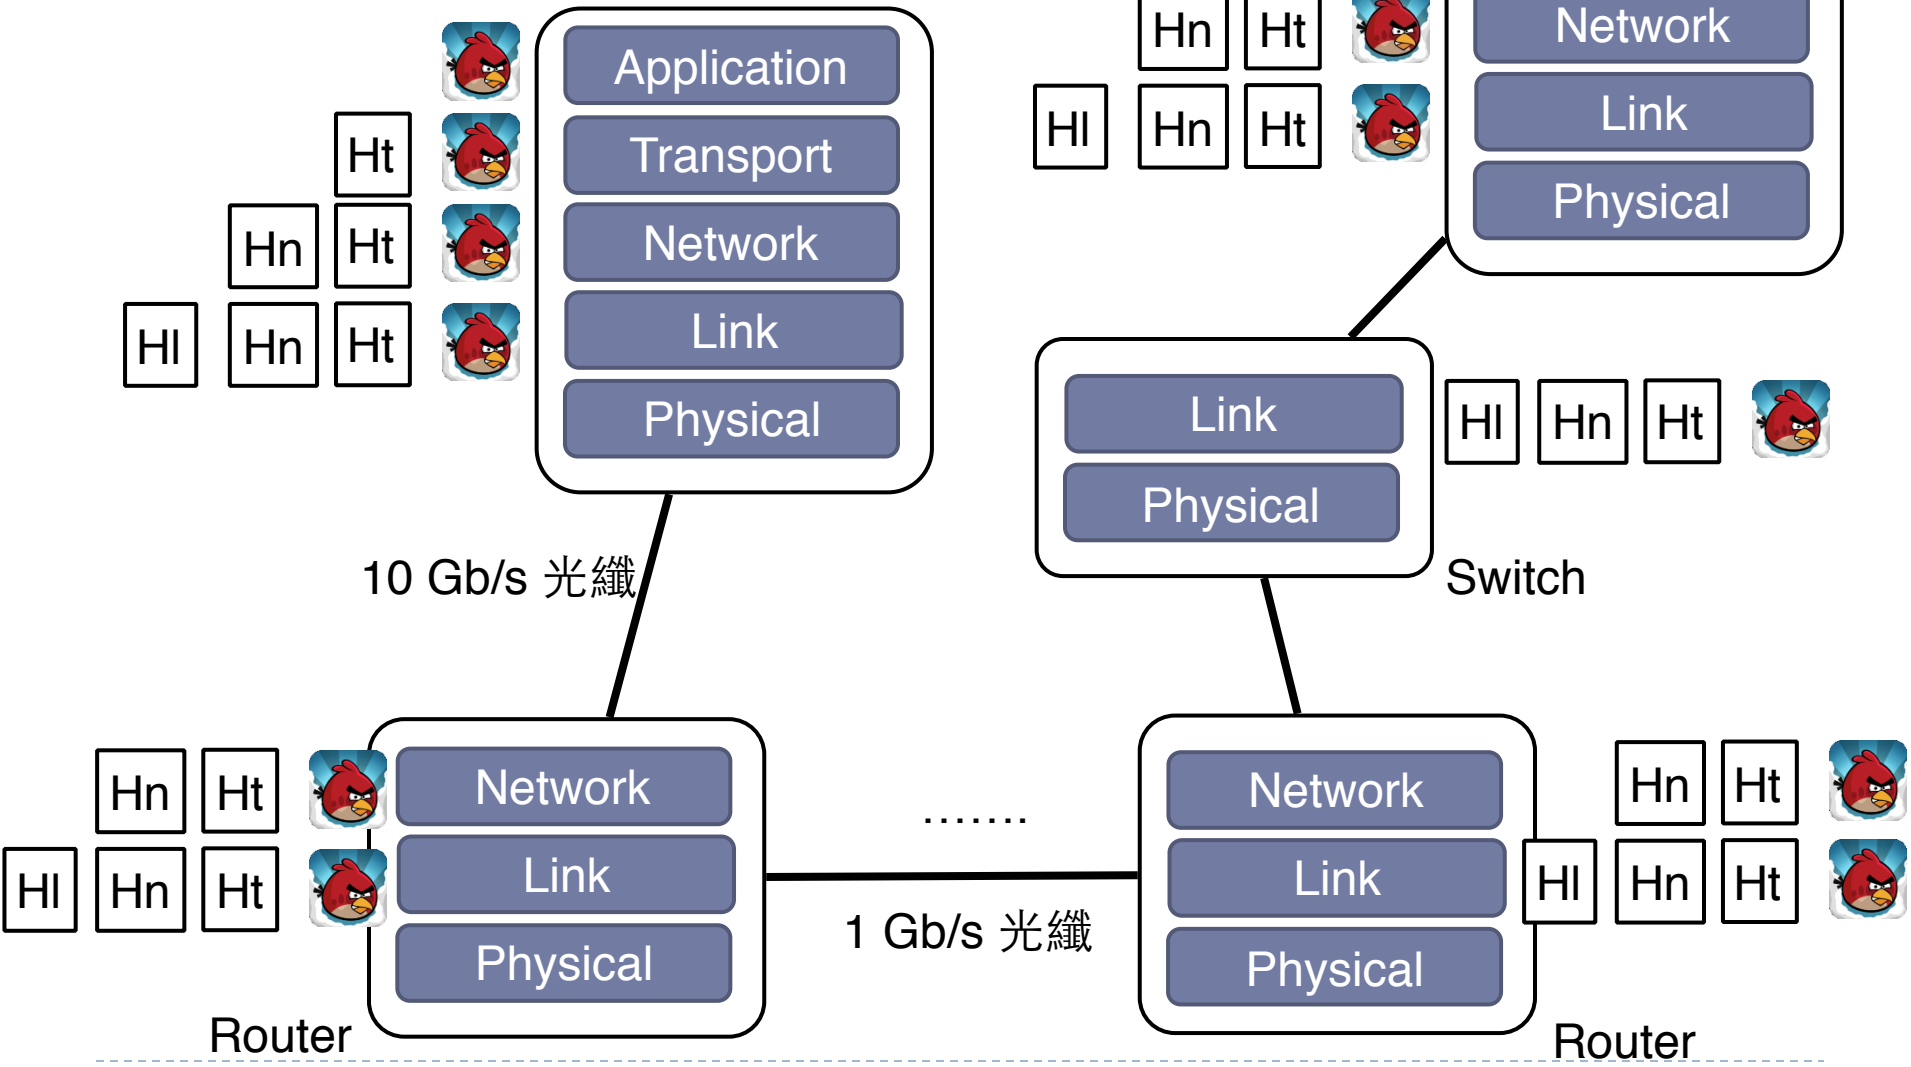 Application
Ht
Transport
Hn Ht
Network
Hl Hn Ht
Link
Physical
10 Gb/s 光纖
Hn Ht
Network
Hl Hn Ht
Link
Physical
Router
.......
1 Gb/s 光纖
Hn Ht
Network
Hl Hn Ht
Link
Physical
Link
Hl Hn Ht
Physical
Switch
Network
Hn Ht
Link
Hl Hn Ht
Physical
Router